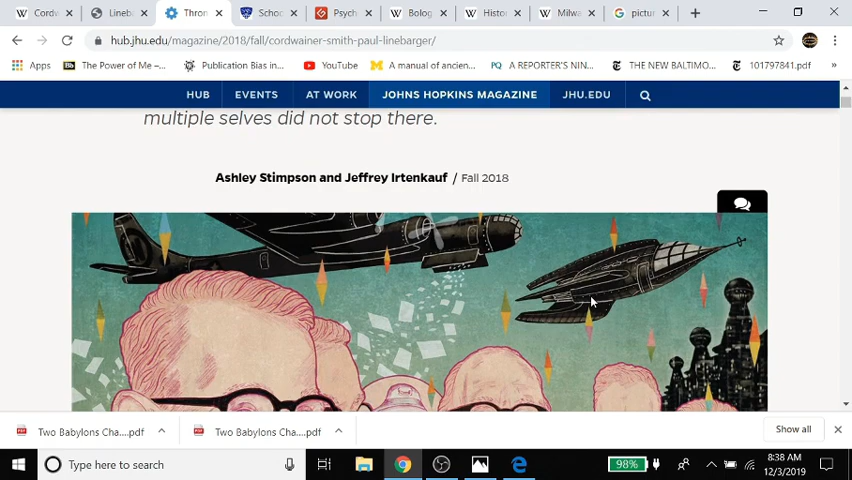 Cordw
Lineb
Thron
Schoo
Psych
Bolog
Histo
Milwa
pictur
hub.jhu.edu/magazine/2018/fall/cordwainer-smith-paul-linebarger/
Apps
The Power of Me –...
Publication Bias in...
YouTube
A manual of ancien...
PQ A REPORTER'S NIN...
THE NEW BALTIMO...
101797841.pdf
HUB
EVENTS
AT WORK
JOHNS HOPKINS MAGAZINE
JHU.EDU
multiple selves did not stop there.
Ashley Stimpson and Jeffrey Irtenkauf / Fall 2018
Two Babylons Cha....pdf
Two Babylons Cha....pdf
Show all
Type here to search
98%
8:38 AM
12/3/2019